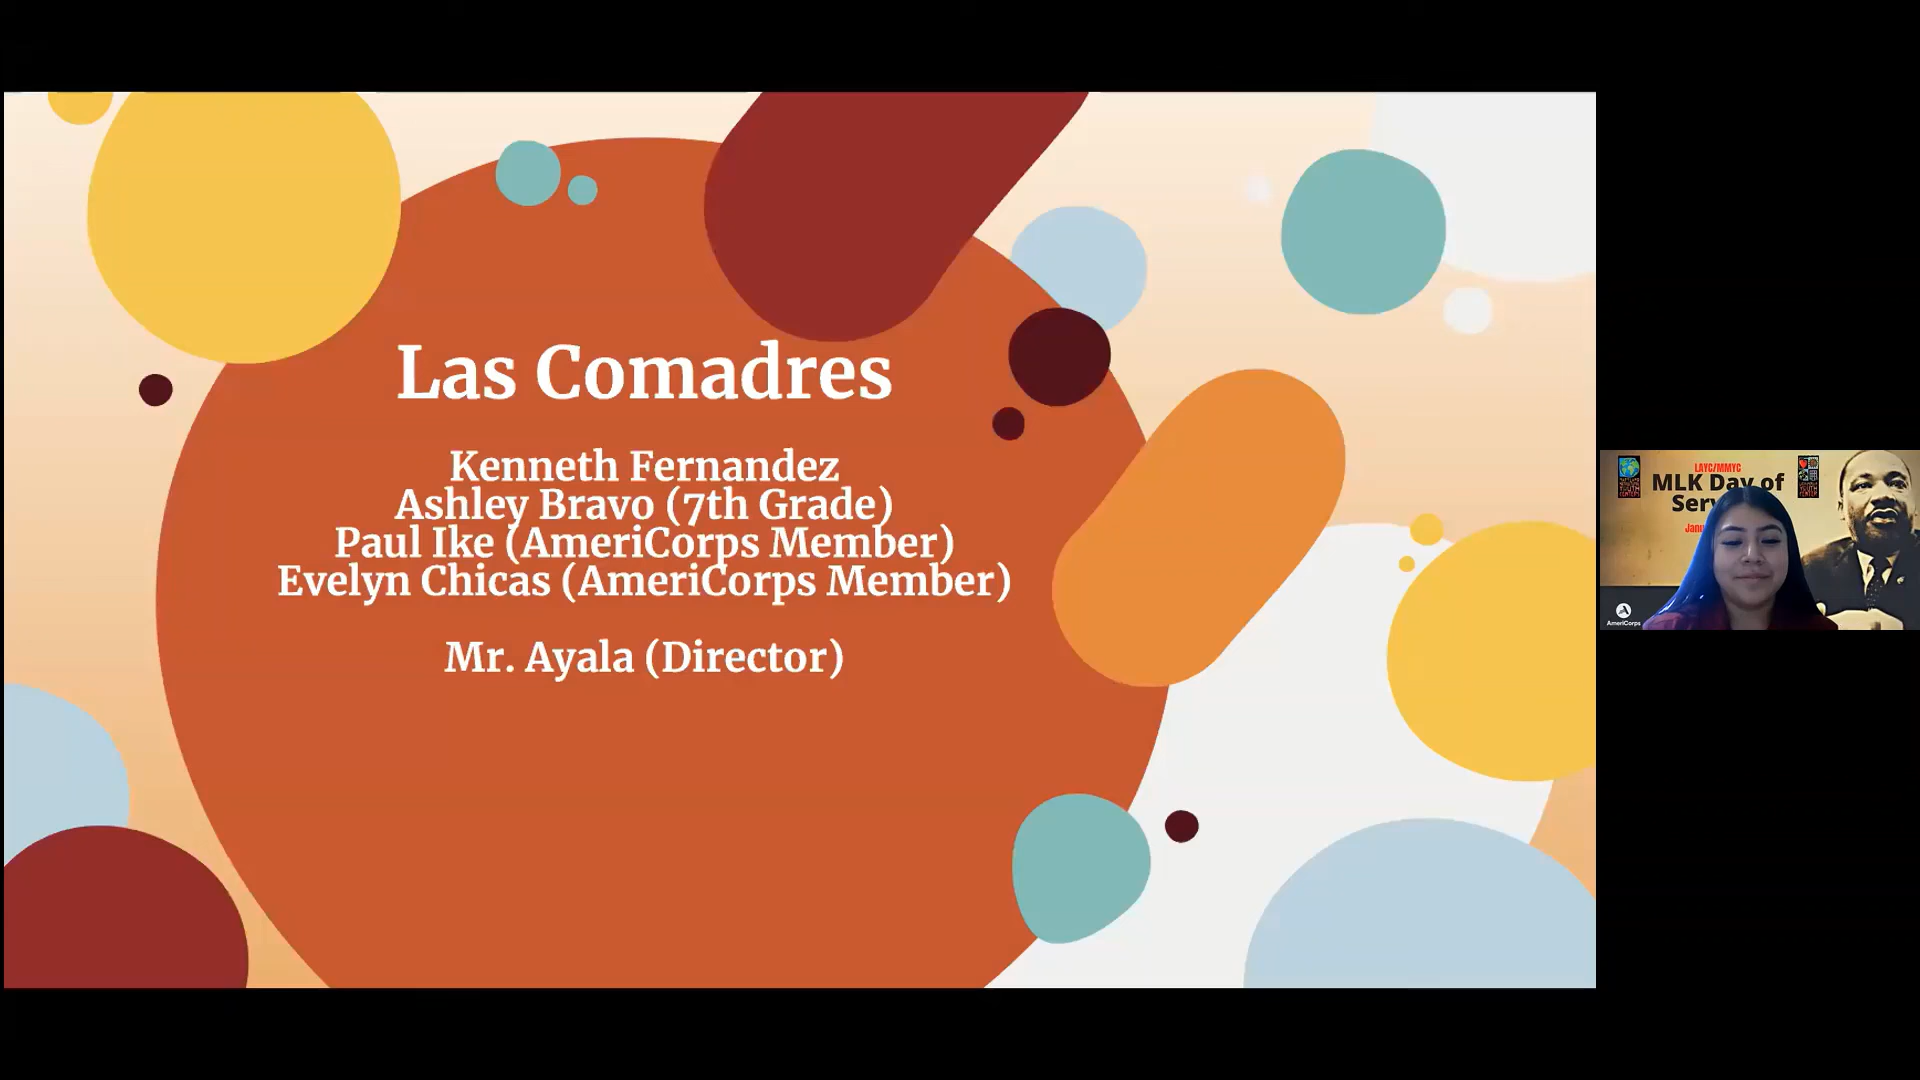 Las Comadres
Kenneth Fernandez
Ashley Bravo (7th Grade)
Paul Ike (AmeriCorps Member)
Evelyn Chicas (AmeriCorps Member)
Mr. Ayala (Director)
LAYC/MMYC
MLK Day of
AmeriCorps